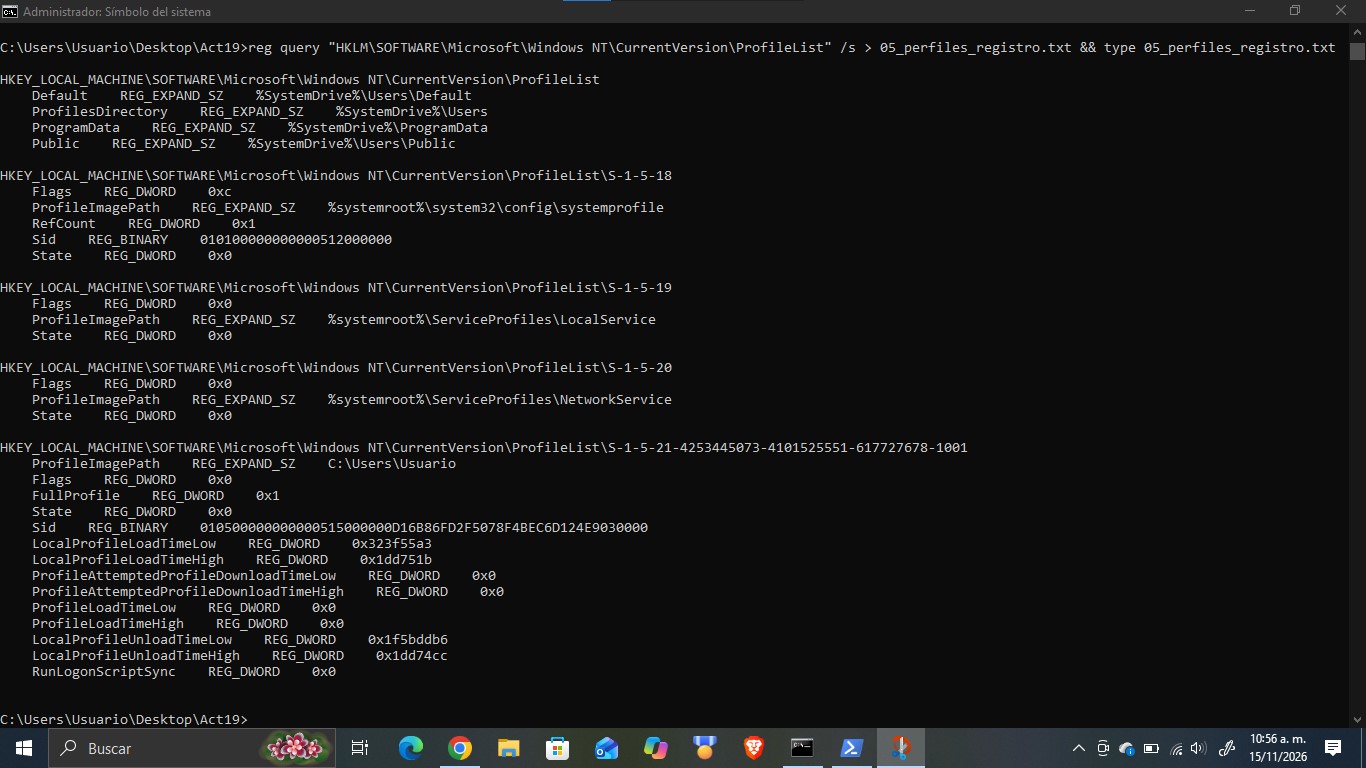 Administrador: Símbolo del sistema
C:\Users\Usuario\Desktop\Act19>reg query "HKLM\SOFTWARE\Microsoft\Windows NT\CurrentVersion\ProfileList" /s > 05_perfiles_registro.txt && type 05_perfiles_registro.txt
HKEY_LOCAL_MACHINE\SOFTWARE\Microsoft\Windows NT\CurrentVersion\ProfileList
    Default    REG_EXPAND_SZ    %SystemDrive%\Users\Default
    ProfilesDirectory    REG_EXPAND_SZ    %SystemDrive%\Users
    ProgramData    REG_EXPAND_SZ    %SystemDrive%\ProgramData
    Public    REG_EXPAND_SZ    %SystemDrive%\Users\Public
HKEY_LOCAL_MACHINE\SOFTWARE\Microsoft\Windows NT\CurrentVersion\ProfileList\S-1-5-18
    Flags    REG_DWORD    0xc
    ProfileImagePath    REG_EXPAND_SZ    %systemroot%\system32\config\systemprofile
    RefCount    REG_DWORD    0x1
    Sid    REG_BINARY    010100000000000512000000
    State    REG_DWORD    0x0
HKEY_LOCAL_MACHINE\SOFTWARE\Microsoft\Windows NT\CurrentVersion\ProfileList\S-1-5-19
    Flags    REG_DWORD    0x0
    ProfileImagePath    REG_EXPAND_SZ    %systemroot%\ServiceProfiles\LocalService
    State    REG_DWORD    0x0
HKEY_LOCAL_MACHINE\SOFTWARE\Microsoft\Windows NT\CurrentVersion\ProfileList\S-1-5-20
    Flags    REG_DWORD    0x0
    ProfileImagePath    REG_EXPAND_SZ    %systemroot%\ServiceProfiles\NetworkService
    State    REG_DWORD    0x0
HKEY_LOCAL_MACHINE\SOFTWARE\Microsoft\Windows NT\CurrentVersion\ProfileList\S-1-5-21-4253445073-4101525551-617727678-1001
    ProfileImagePath    REG_EXPAND_SZ    C:\Users\Usuario
    Flags    REG_DWORD    0x0
    FullProfile    REG_DWORD    0x1
    State    REG_DWORD    0x0
    Sid    REG_BINARY    010500000000000515000000D16B86FD2F5078F4BEC6D124E9030000
    LocalProfileLoadTimeLow    REG_DWORD    0x323f55a3
    LocalProfileLoadTimeHigh    REG_DWORD    0x1dd751b
    ProfileAttemptedProfileDownloadTimeLow    REG_DWORD    0x0
    ProfileAttemptedProfileDownloadTimeHigh    REG_DWORD    0x0
    ProfileLoadTimeLow    REG_DWORD    0x0
    ProfileLoadTimeHigh    REG_DWORD    0x0
    LocalProfileUnloadTimeLow    REG_DWORD    0x1f5bddb6
    LocalProfileUnloadTimeHigh    REG_DWORD    0x1dd74cc
    RunLogonScriptSync    REG_DWORD    0x0
C:\Users\Usuario\Desktop\Act19>
Buscar
10:56 a. m.
15/11/2026